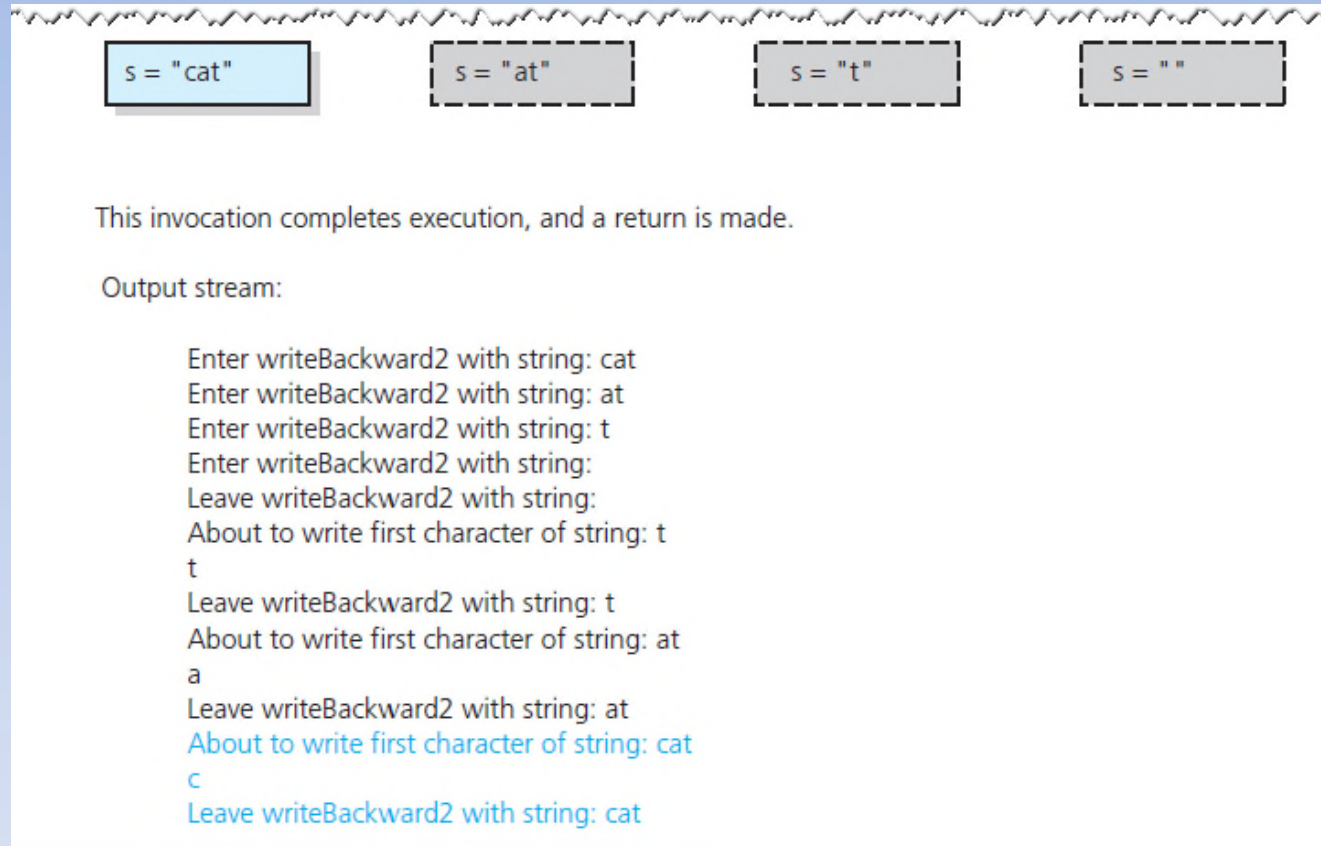 s = "cat" s = "at" s = "t" s = " "
This invocation completes execution, and a return is made.
Output stream:
Enter writeBackward2 with string: cat
Enter writeBackward2 with string: at
Enter writeBackward2 with string: t
Enter writeBackward2 with string:
Leave writeBackward2 with string:
About to write first character of string: t
t
Leave writeBackward2 with string: t
About to write first character of string: at
a
Leave writeBackward2 with string: at
About to write first character of string: cat
c
Leave writeBackward2 with string: cat